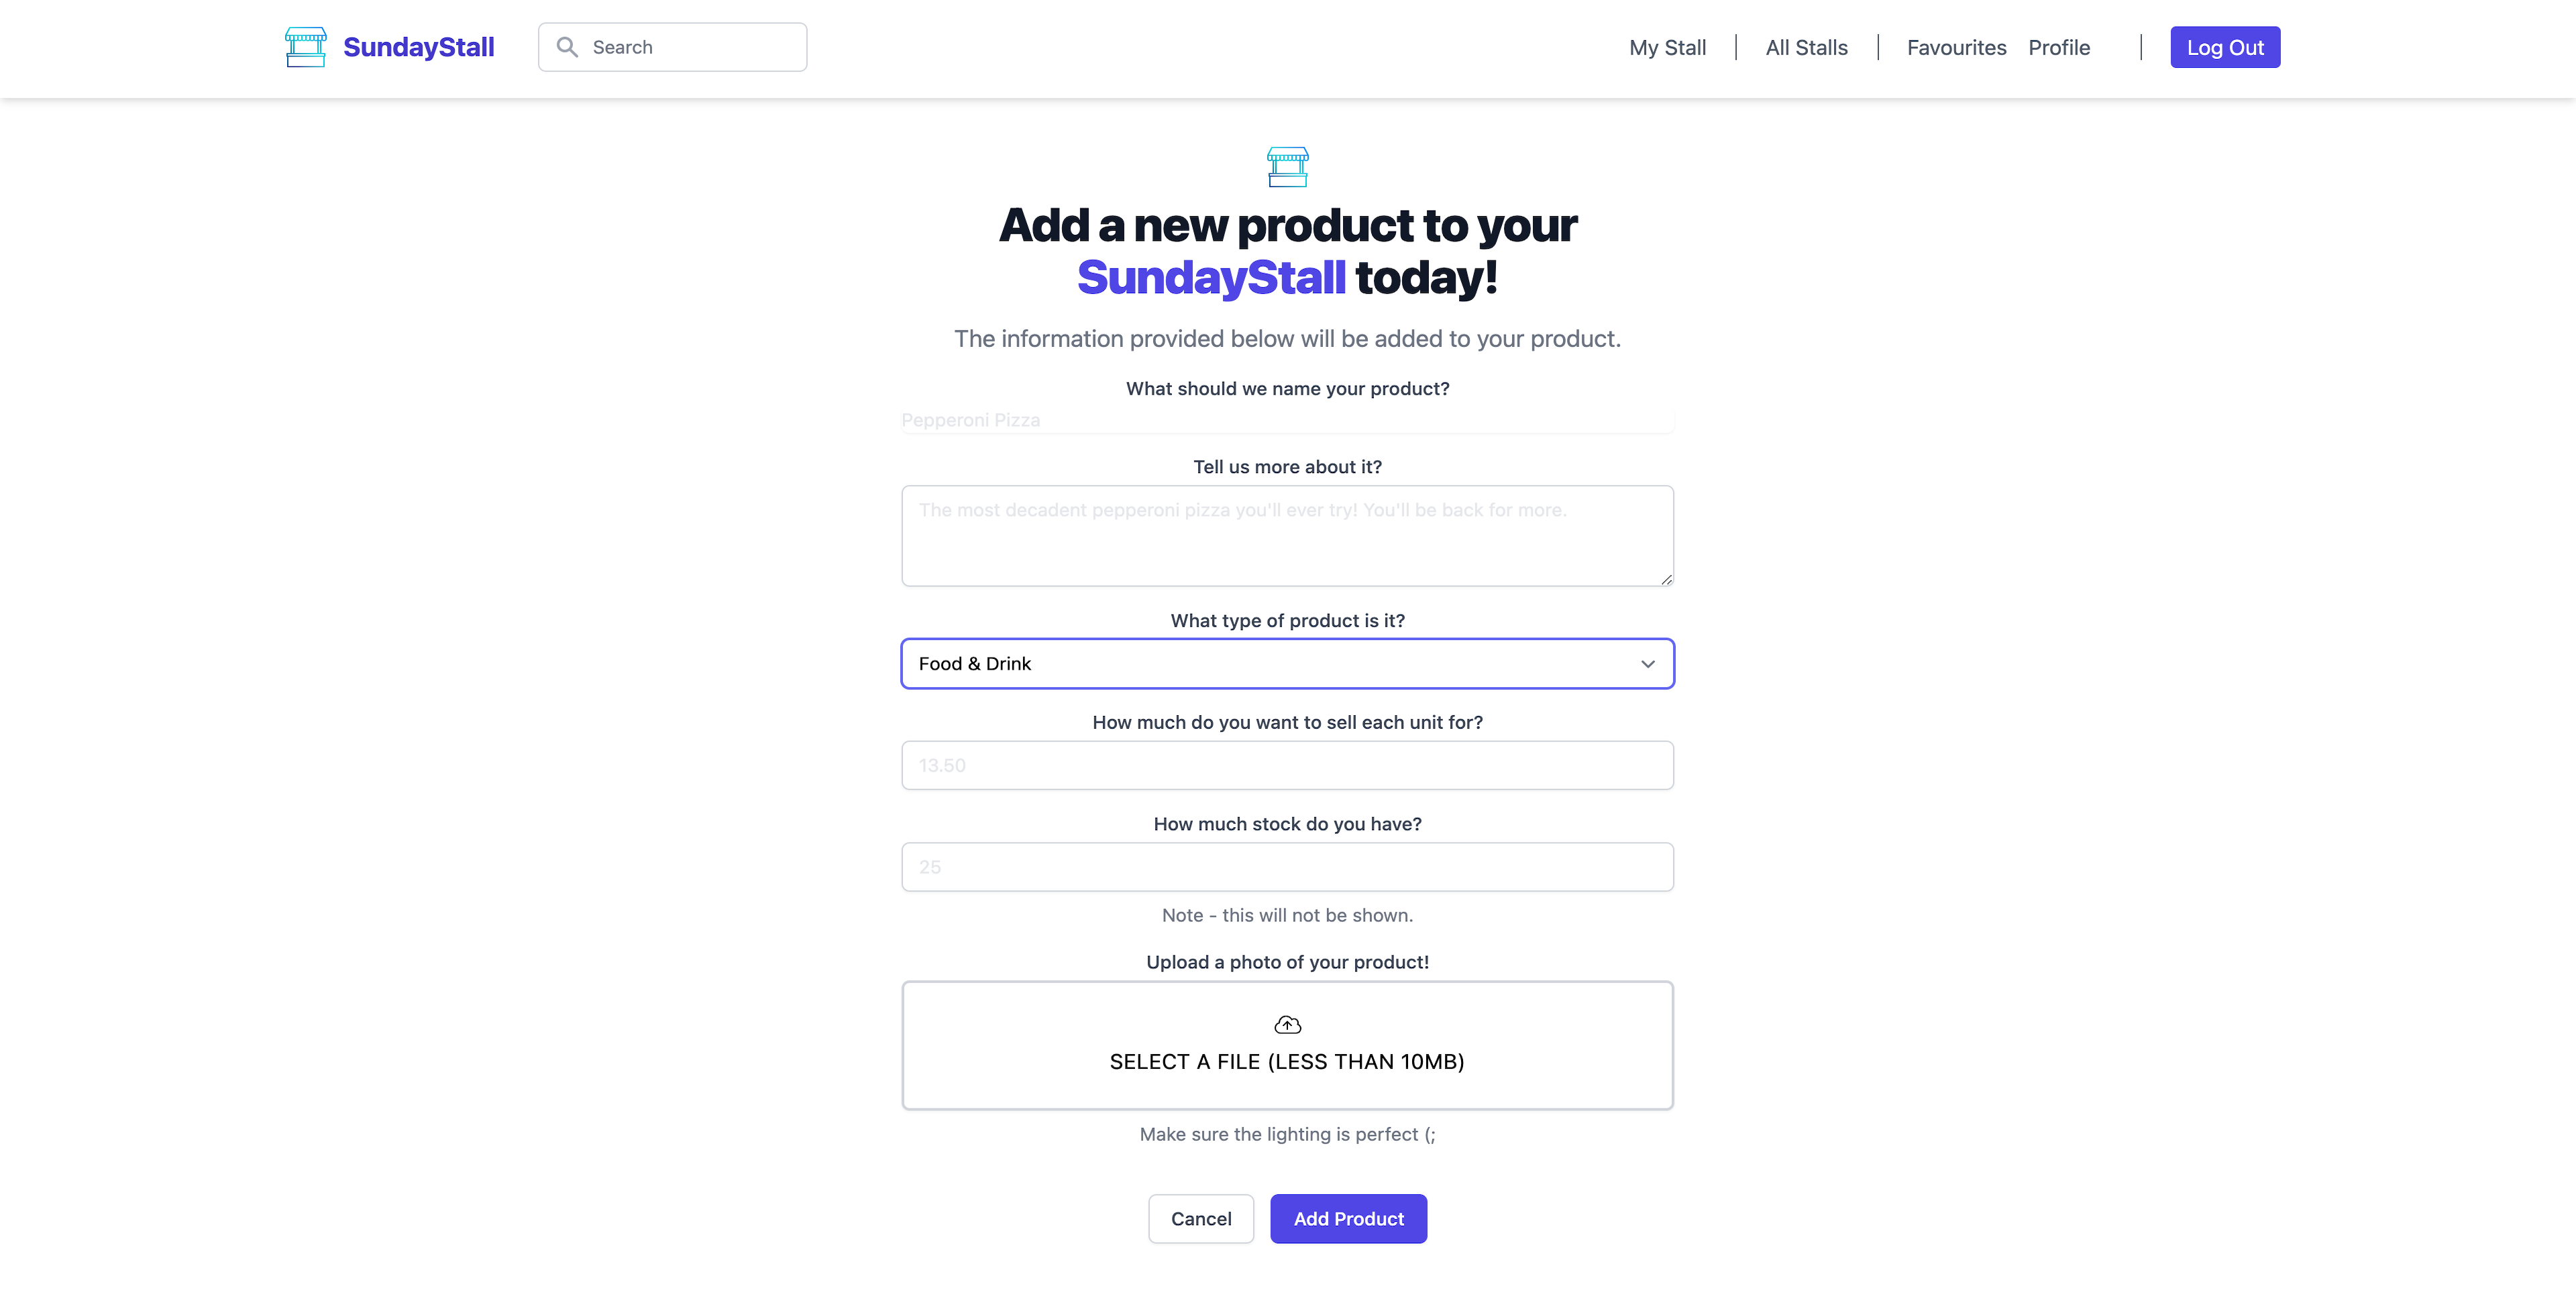 SundayStall
Search
My Stall
All Stalls
Favourites
Profile
Log Out
Add a new product to your
SundayStall today!
The information provided below will be added to your product.
What should we name your product?
Pepperoni Pizza
Tell us more about it?
The most decadent pepperoni pizza you'll ever try! You'll be back for more.
What type of product is it?
Food & Drink
How much do you want to sell each unit for?
13.50
How much stock do you have?
25
Note - this will not be shown.
Upload a photo of your product!
SELECT A FILE (LESS THAN 10MB)
Make sure the lighting is perfect (;
Cancel
Add Product